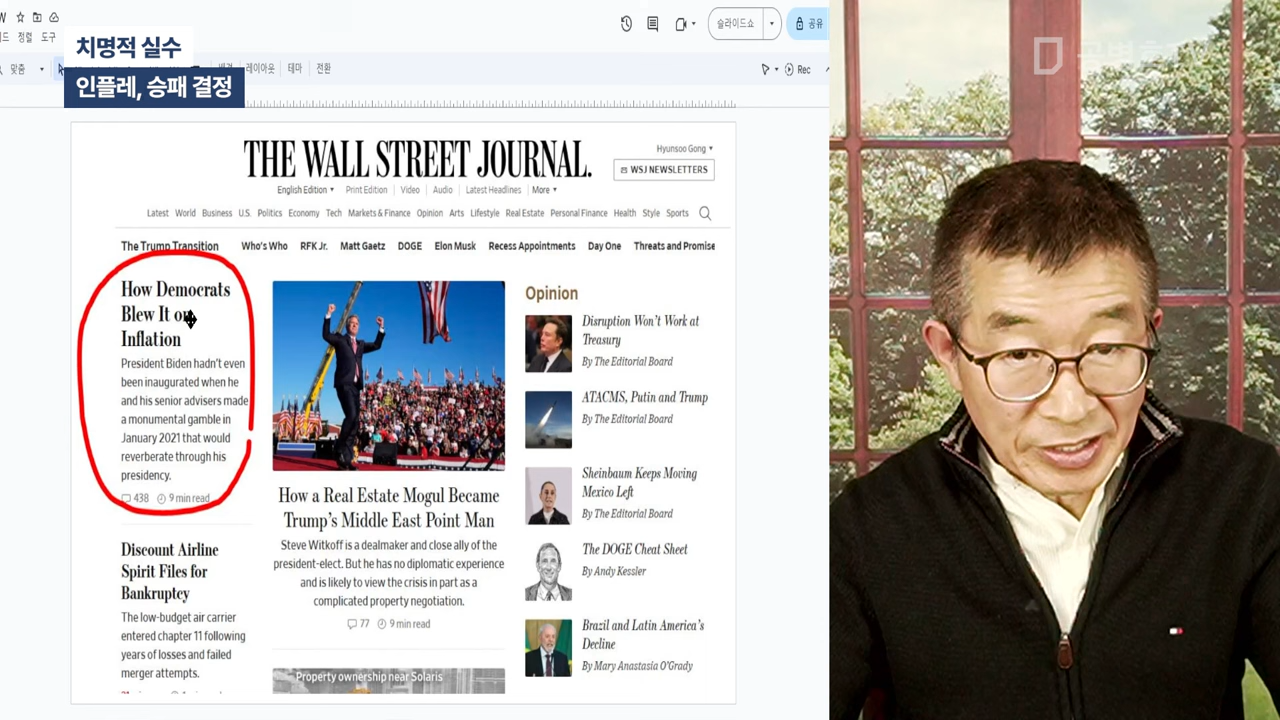 정렬
도구
슬라이드쇼
공유
치명적 실수
인플레, 승패 결정
맞춤
레이아웃
테마
전환
Rec
THE WALL STREET JOURNAL.
Hyunsoo Gong
WSJ NEWSLETTERS
English Edition
Print Edition
Video
Audio
Latest Headlines
More
Latest World Business U.S. Politics Economy Tech Markets & Finance Opinion Arts Lifestyle Real Estate Personal Finance Health Style Sports
The Trump Transition Who's Who RFK Jr. Matt Gaetz DOGE Elon Musk Recess Appointments Day One Threats and Promise
How Democrats
Blew It on
Inflation
President Biden hadn't even
been inaugurated when he
and his senior advisers made
a monumental gamble in
January 2021 that would
reverberate through his
presidency.
438 9 min read
Discount Airline
Spirit Files for
Bankruptcy
The low-budget air carrier
entered chapter 11 following
years of losses and failed
merger attempts.
How a Real Estate Mogul Became
Trump's Middle East Point Man
Steve Witkoff is a dealmaker and close ally of the
president-elect. But he has no diplomatic experience
and is likely to view the crisis in part as a
complicated property negotiation.
77 9 min read
Property ownership near Solaris
Opinion
Disruption Won't Work at
Treasury
By The Editorial Board
ATACMS, Putin and Trump
By The Editorial Board
Sheinbaum Keeps Moving
Mexico Left
By The Editorial Board
The DOGE Cheat Sheet
By Andy Kessler
Brazil and Latin America's
Decline
By Mary Anastasia O'Grady